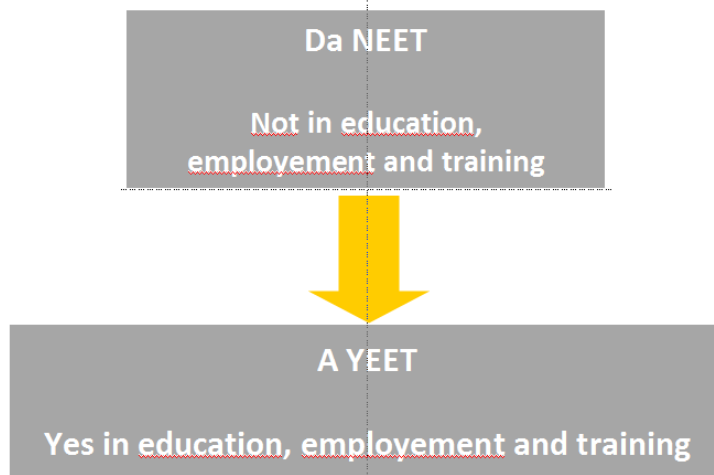 Da NEET
Not in education,
employement and training
A YEET
Yes in education, employement and training